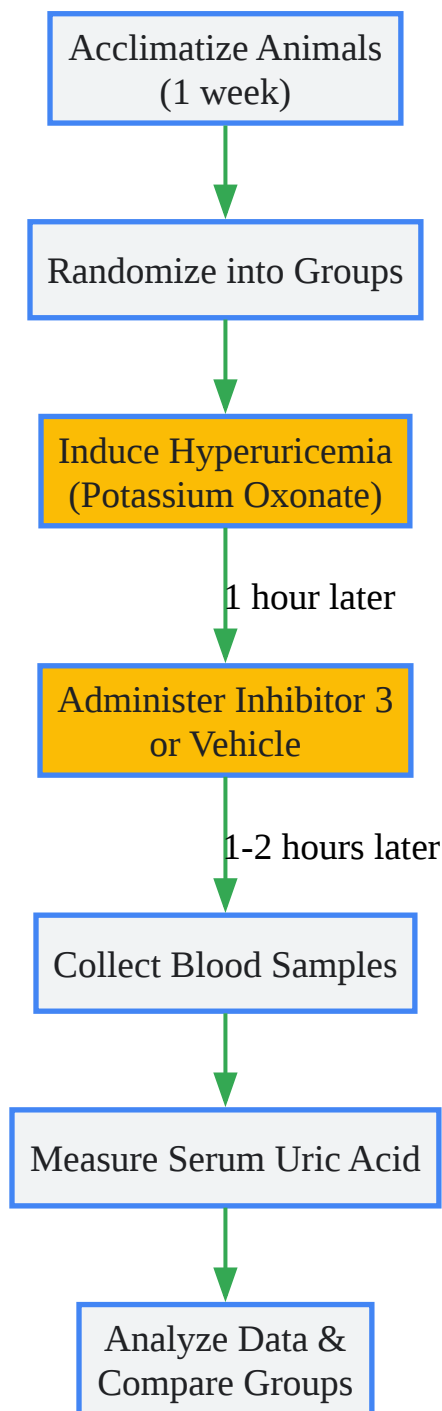 Acclimatize Animals
(1 week)
Randomize into Groups
Induce Hyperuricemia
(Potassium Oxonate)
1 hour later
Administer Inhibitor 3
or Vehicle
1-2 hours later
Collect Blood Samples
Measure Serum Uric Acid
Analyze Data &
Compare Groups